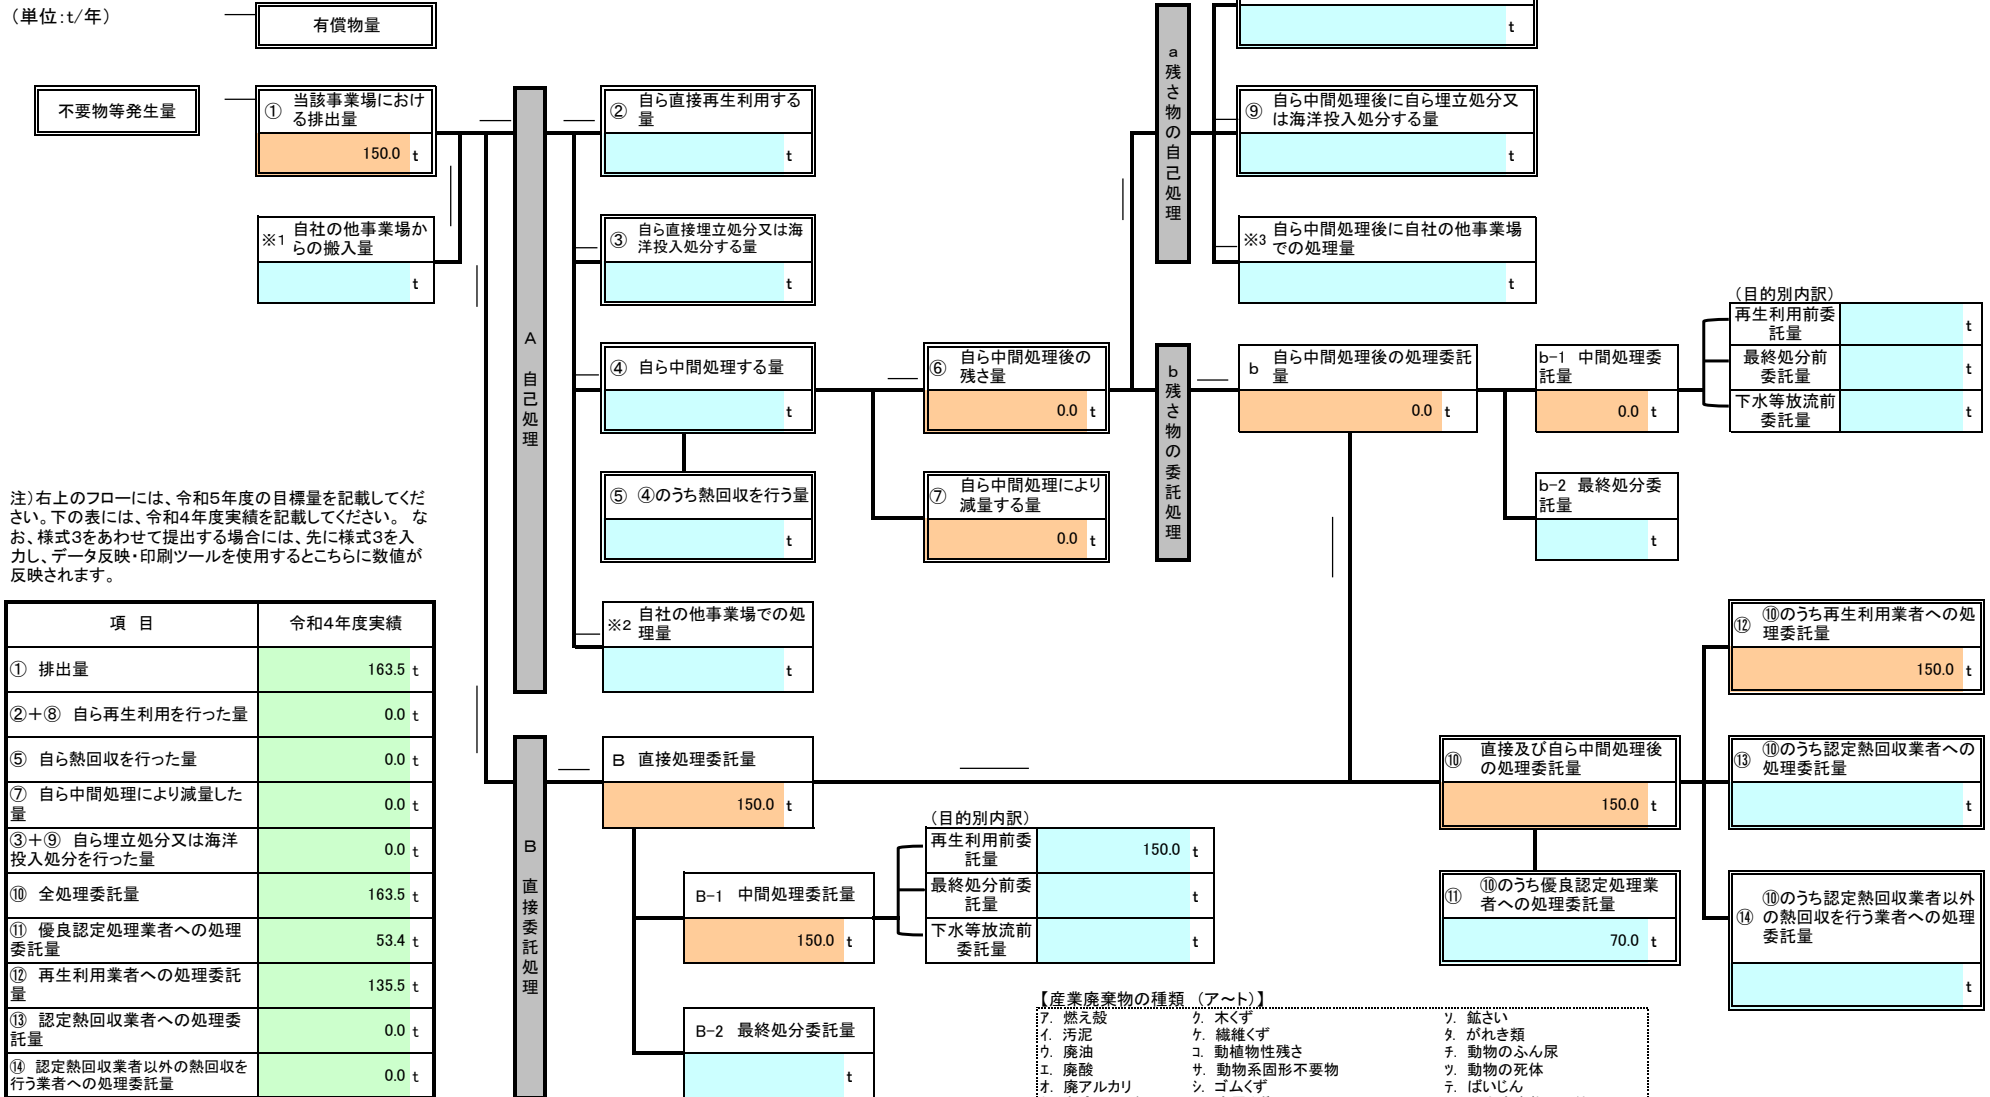 （単位:t/年）
有償物量
t
不要物等発生量
① 当該事業場におけ
る排出量
150.0 t
※1 自社の他事業場か
らの搬入量
t
A 自己処理
② 自ら直接再生利用する
量
t
③ 自ら直接埋立処分又は海
洋投入処分する量
t
④ 自ら中間処理する量
t
⑤ ④のうち熱回収を行う量
t
※2 自社の他事業場での処
理量
t
⑥ 自ら中間処理後の
残さ量
0.0 t
⑦ 自ら中間処理により
減量する量
0.0 t
a 残さ物の自己処理
⑨ 自ら中間処理後に自ら埋立処分又
は海洋投入処分する量
t
※3 自ら中間処理後に自社の他事業場
での処理量
t
b 残さ物の委託処理
b 自ら中間処理後の処理委託
量
0.0 t
b-1 中間処理委
託量
0.0 t
b-2 最終処分委
託量
t
（目的別内訳）
再生利用前委
託量
t
最終処分前
委託量
t
下水等放流前
委託量
t
注）右上のフローには、令和5年度の目標量を記載してくだ
さい。下の表には、令和4年度実績を記載してください。 な
お、様式3をあわせて提出する場合には、先に様式3を入
力し、データ反映・印刷ツールを使用するとこちらに数値が
反映されます。
項 目 令和4年度実績
① 排出量 163.5 t
②＋⑧ 自ら再生利用を行った量 0.0 t
⑤ 自ら熱回収を行った量 0.0 t
⑦ 自ら中間処理により減量した
量 0.0 t
③＋⑨ 自ら埋立処分又は海洋
投入処分を行った量 0.0 t
⑩ 全処理委託量 163.5 t
⑪ 優良認定処理業者への処理
委託量 53.4 t
⑫ 再生利用業者への処理委託
量 135.5 t
⑬ 認定熱回収業者への処理委
託量 0.0 t
⑭ 認定熱回収業者以外の熱回収を
行う業者への処理委託量 0.0 t
B 直接委託処理
B 直接処理委託量
150.0 t
B-1 中間処理委託量
150.0 t
B-2 最終処分委託量
t
（目的別内訳）
再生利用前委
託量
150.0 t
最終処分前委
託量
t
下水等放流前
委託量
t
⑩ 直接及び自ら中間処理後
の処理委託量
150.0 t
⑪ ⑩のうち優良認定処理業
者への処理委託量
70.0 t
⑫ ⑩のうち再生利用業者への処
理委託量
150.0 t
⑬ ⑩のうち認定熱回収業者への
処理委託量
t
⑭ ⑩のうち認定熱回収業者以外
の熱回収を行う業者への処理
委託量
t
【産業廃棄物の種類 （ア～ト）】
ア. 燃え殻 ク. 木くず ソ. 鉱さい
イ. 汚泥 ケ. 繊維くず タ. がれき類
ウ. 廃油 コ. 動植物性残さ チ. 動物のふん尿
エ. 廃酸 サ. 動物系固形不要物 ツ. 動物の死体
オ. 廃アルカリ シ. ゴムくず テ. ばいじん